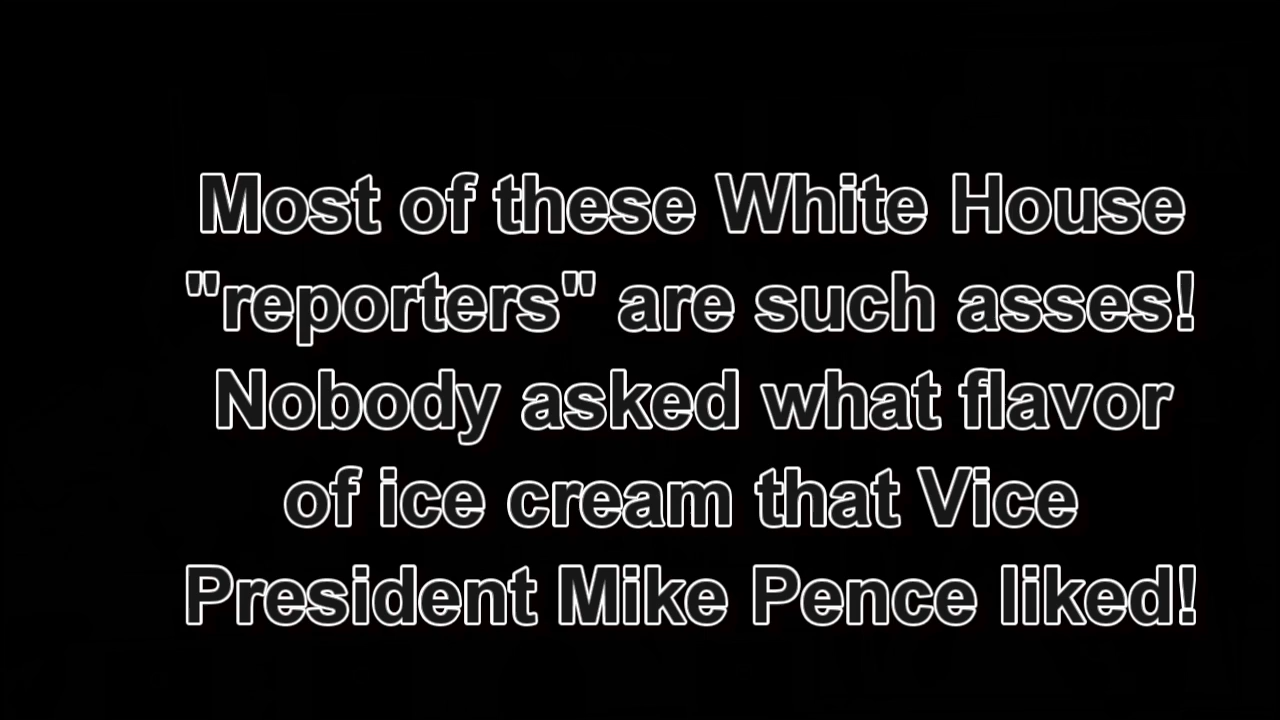 Most of these White House
"reporters" are such asses!
Nobody asked what flavor
of ice cream that Vice
President Mike Pence liked!